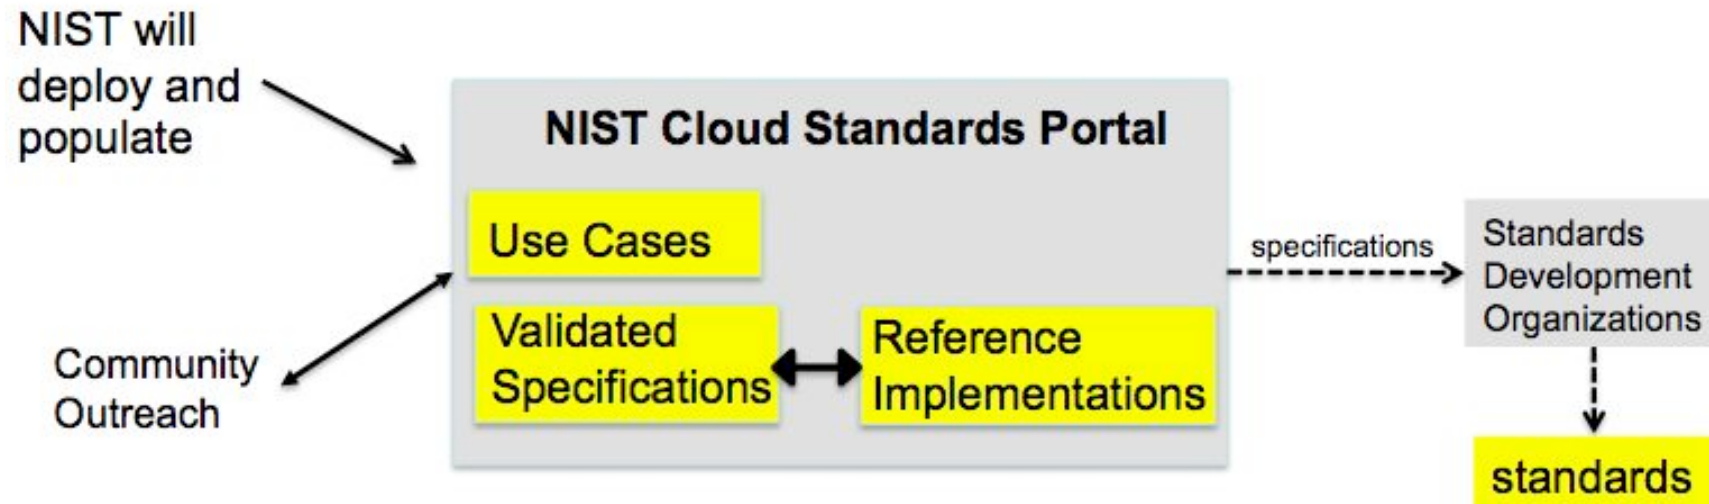 NIST will
deploy and
populate
NIST Cloud Standards Portal
Use Cases
Validated
Specifications
Reference
Implementations
Community
Outreach
specifications
Standards
Development
Organizations
standards